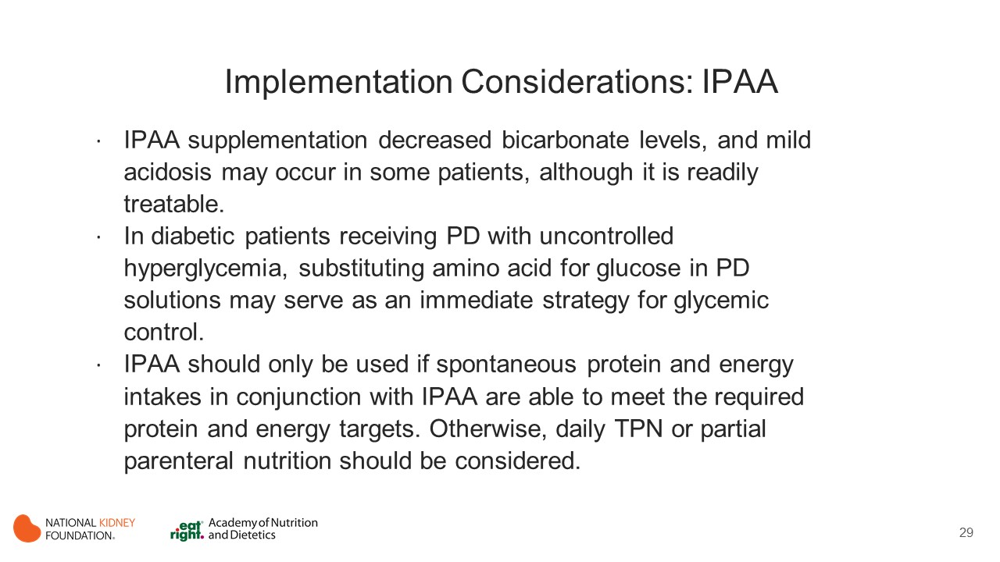 Implementation Considerations: IPAA
· IPAA supplementation decreased bicarbonate levels, and mild
acidosis may occur in some patients, although it is readily
treatable.
· In diabetic patients receiving PD with uncontrolled
hyperglycemia, substituting amino acid for glucose in PD
solutions may serve as an immediate strategy for glycemic
control.
· IPAA should only be used if spontaneous protein and energy
intakes in conjunction with IPAA are able to meet the required
protein and energy targets. Otherwise, daily TPN or partial
parenteral nutrition should be considered.
NATIONAL KIDNEY
FOUNDATION®
eat
right.
Academy of Nutrition
and Dietetics
29